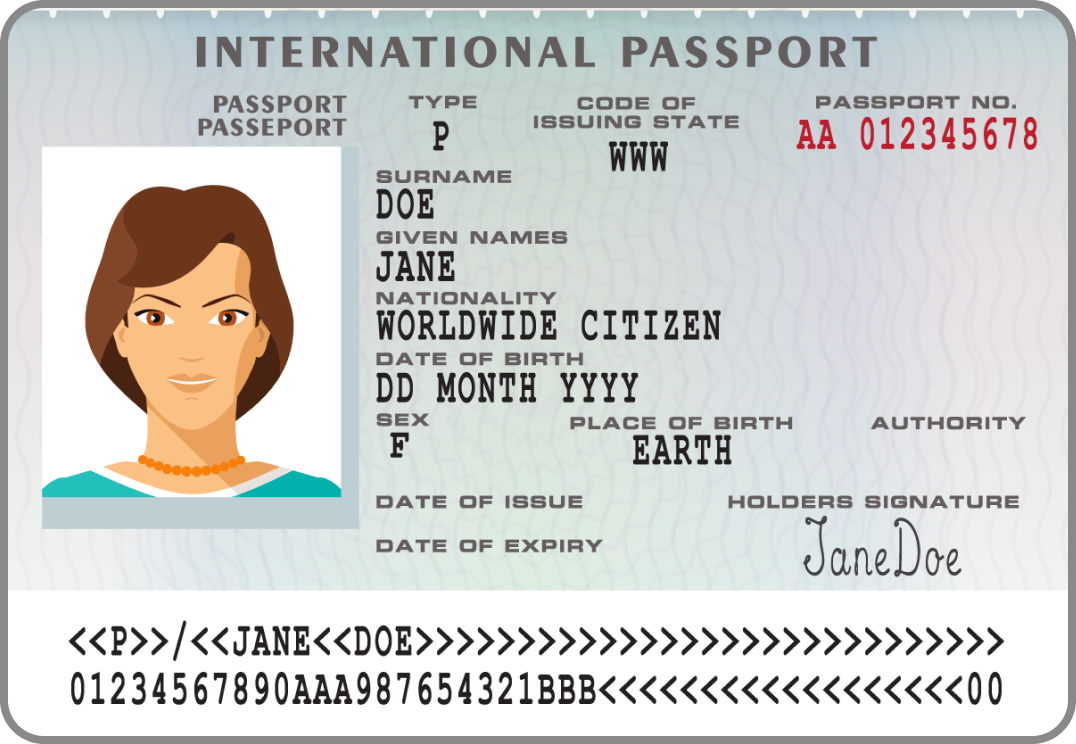 INTERNATIONAL PASSPORT
PASSPORT
PASSEPORT
TYPE
P
CODE OF
ISSUING STATE
WWW
PASSPORT NO.
AA 012345678
SURNAME
DOE
GIVEN NAMES
JANE
NATIONALITY
WORLDWIDE CITIZEN
DATE OF BIRTH
DD MONTH YYYY
SEX
F
PLACE OF BIRTH
EARTH
AUTHORITY
DATE OF ISSUE
DATE OF EXPIRY
HOLDERS SIGNATURE
JaneDoe
<<P>>/<<JANE<<DOE>>>>>>>>>>>>>>>>>>>>>>>>>>>>>
01234567890AAA987654321BBB<<<<<<<<<<<<<<<<<<00